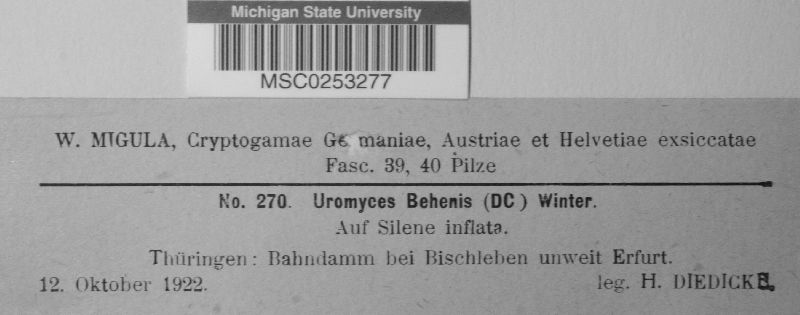 Michigan State University
MSC0253277
W. MIGULA, Cryptogamae Germaniae, Austriae et Helvetiae exsiccatae
Fasc. 39, 40 Pilze
No. 270. Uromyces Behenis (DC) Winter.
Auf Silene inflata.
Thüringen: Bahndamm bei Bischleben unweit Erfurt.
12. Oktober 1922. leg. H. DIEDICKE.